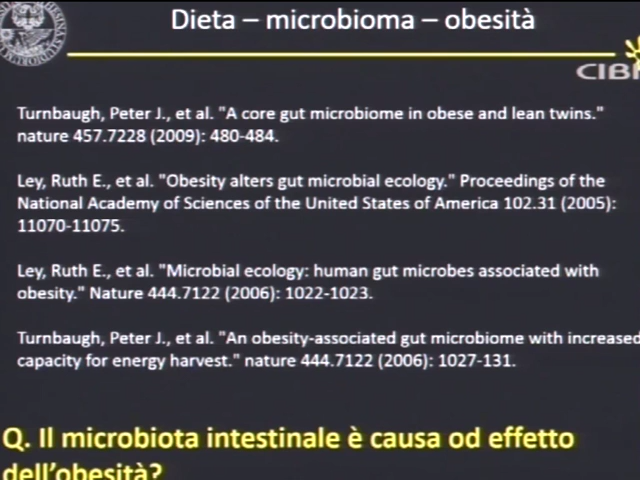 Dieta – microbioma – obesità
CIB
Turnbaugh, Peter J., et al. "A core gut microbiome in obese and lean twins."
nature 457.7228 (2009): 480-484.
Ley, Ruth E., et al. "Obesity alters gut microbial ecology." Proceedings of the
National Academy of Sciences of the United States of America 102.31 (2005):
11070-11075.
Ley, Ruth E., et al. "Microbial ecology: human gut microbes associated with
obesity." Nature 444.7122 (2006): 1022-1023.
Turnbaugh, Peter J., et al. "An obesity-associated gut microbiome with increased
capacity for energy harvest." nature 444.7122 (2006): 1027-131.
Q. Il microbiota intestinale è causa od effetto
dell'obesità?